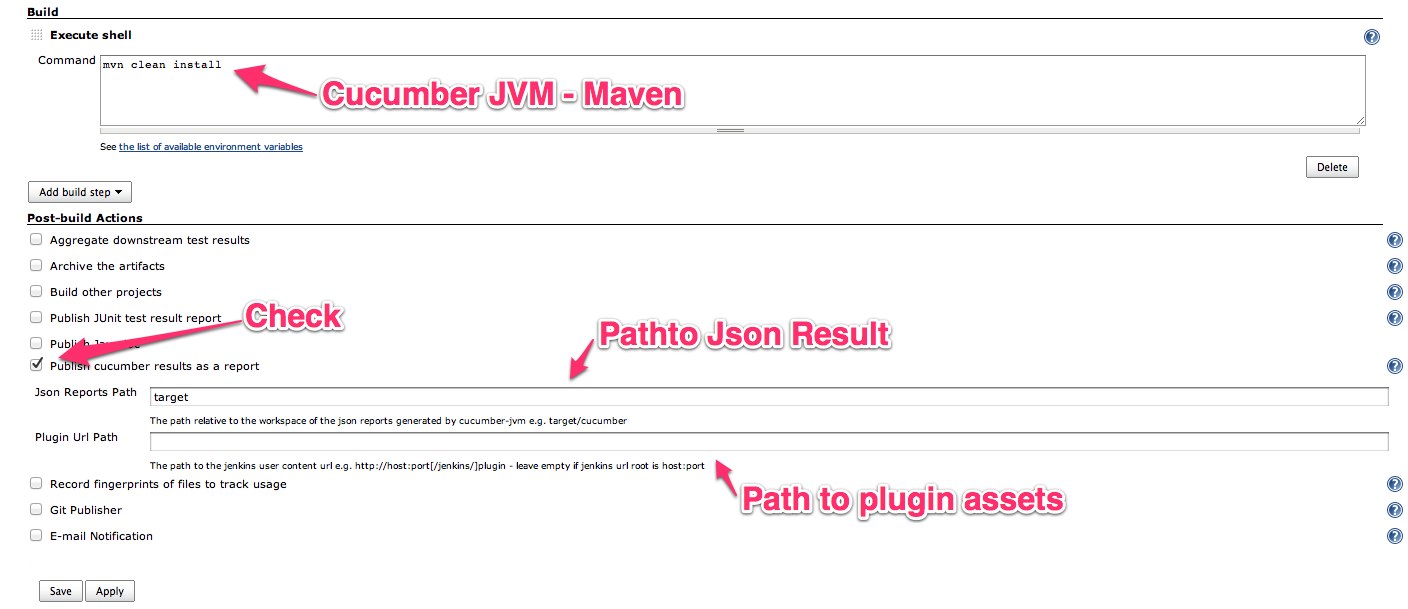 Build
Execute shell
Command
mvn clean install
Cucumber JVM - Maven
See the list of available environment variables
Delete
Add build step
Post-build Actions
Aggregate downstream test results
Archive the artifacts
Build other projects
Publish JUnit test result report
Check
Publish
Pathto Json Result
Publish cucumber results as a report
Json Reports Path
target
The path relative to the workspace of the json reports generated by cucumber-jvm e.g. target/cucumber
Plugin Url Path
The path to the jenkins user content url e.g. http://host:port[/jenkins/]plugin - leave empty if jenkins url root is host:port
Record fingerprints of files to track usage
Path to plugin assets
Git Publisher
E-mail Notification
Save
Apply